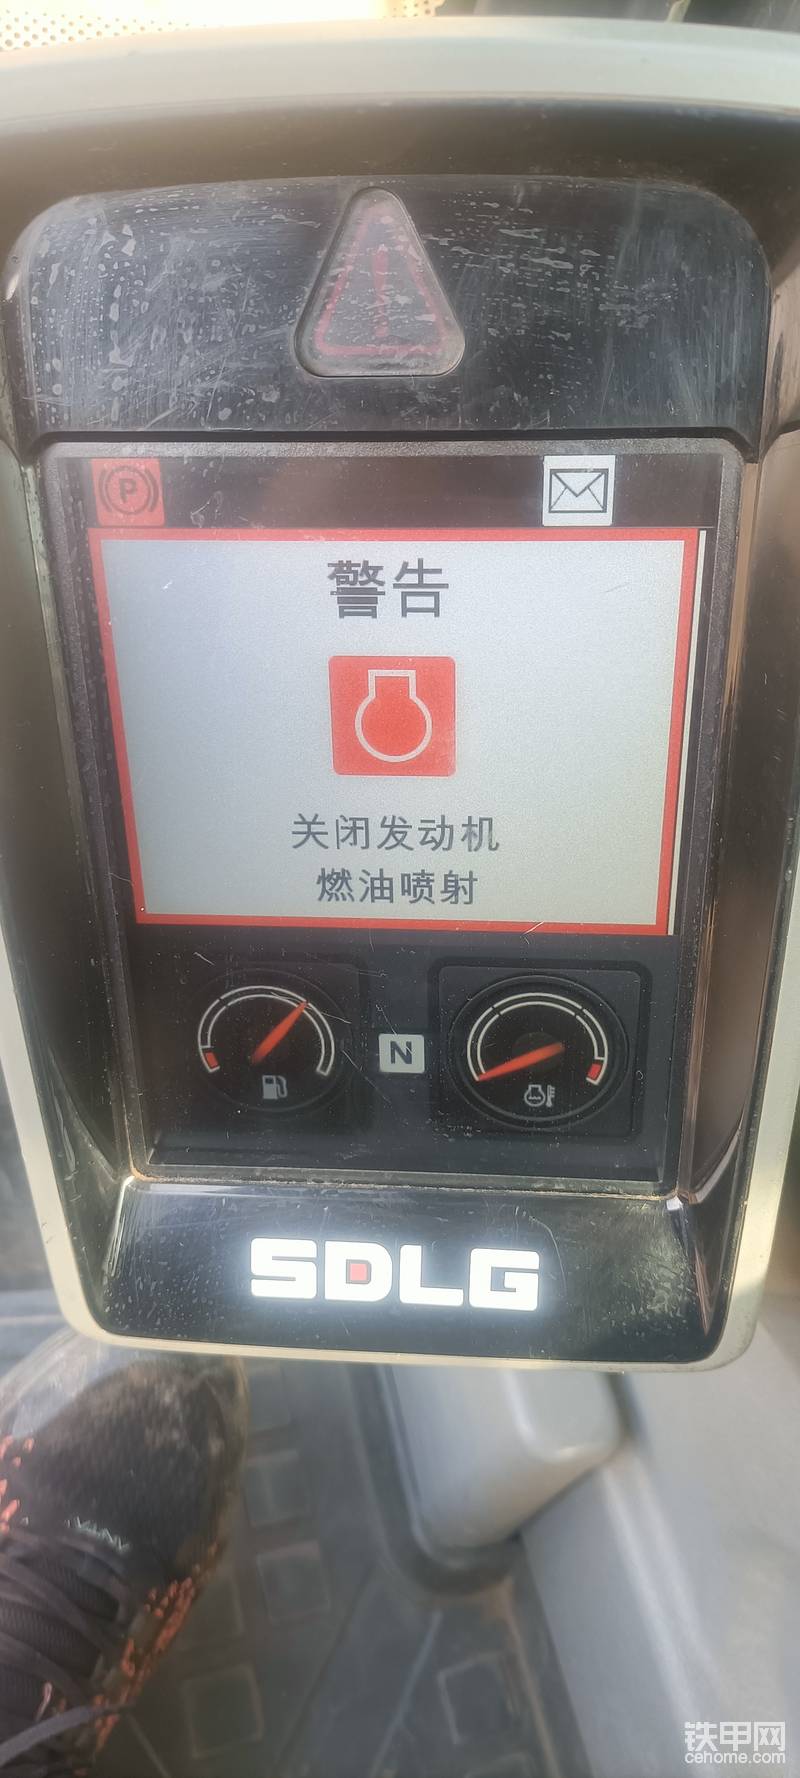 P
警告
关闭发动机
燃油喷射
N
SDLG
铁甲网
cehome.com